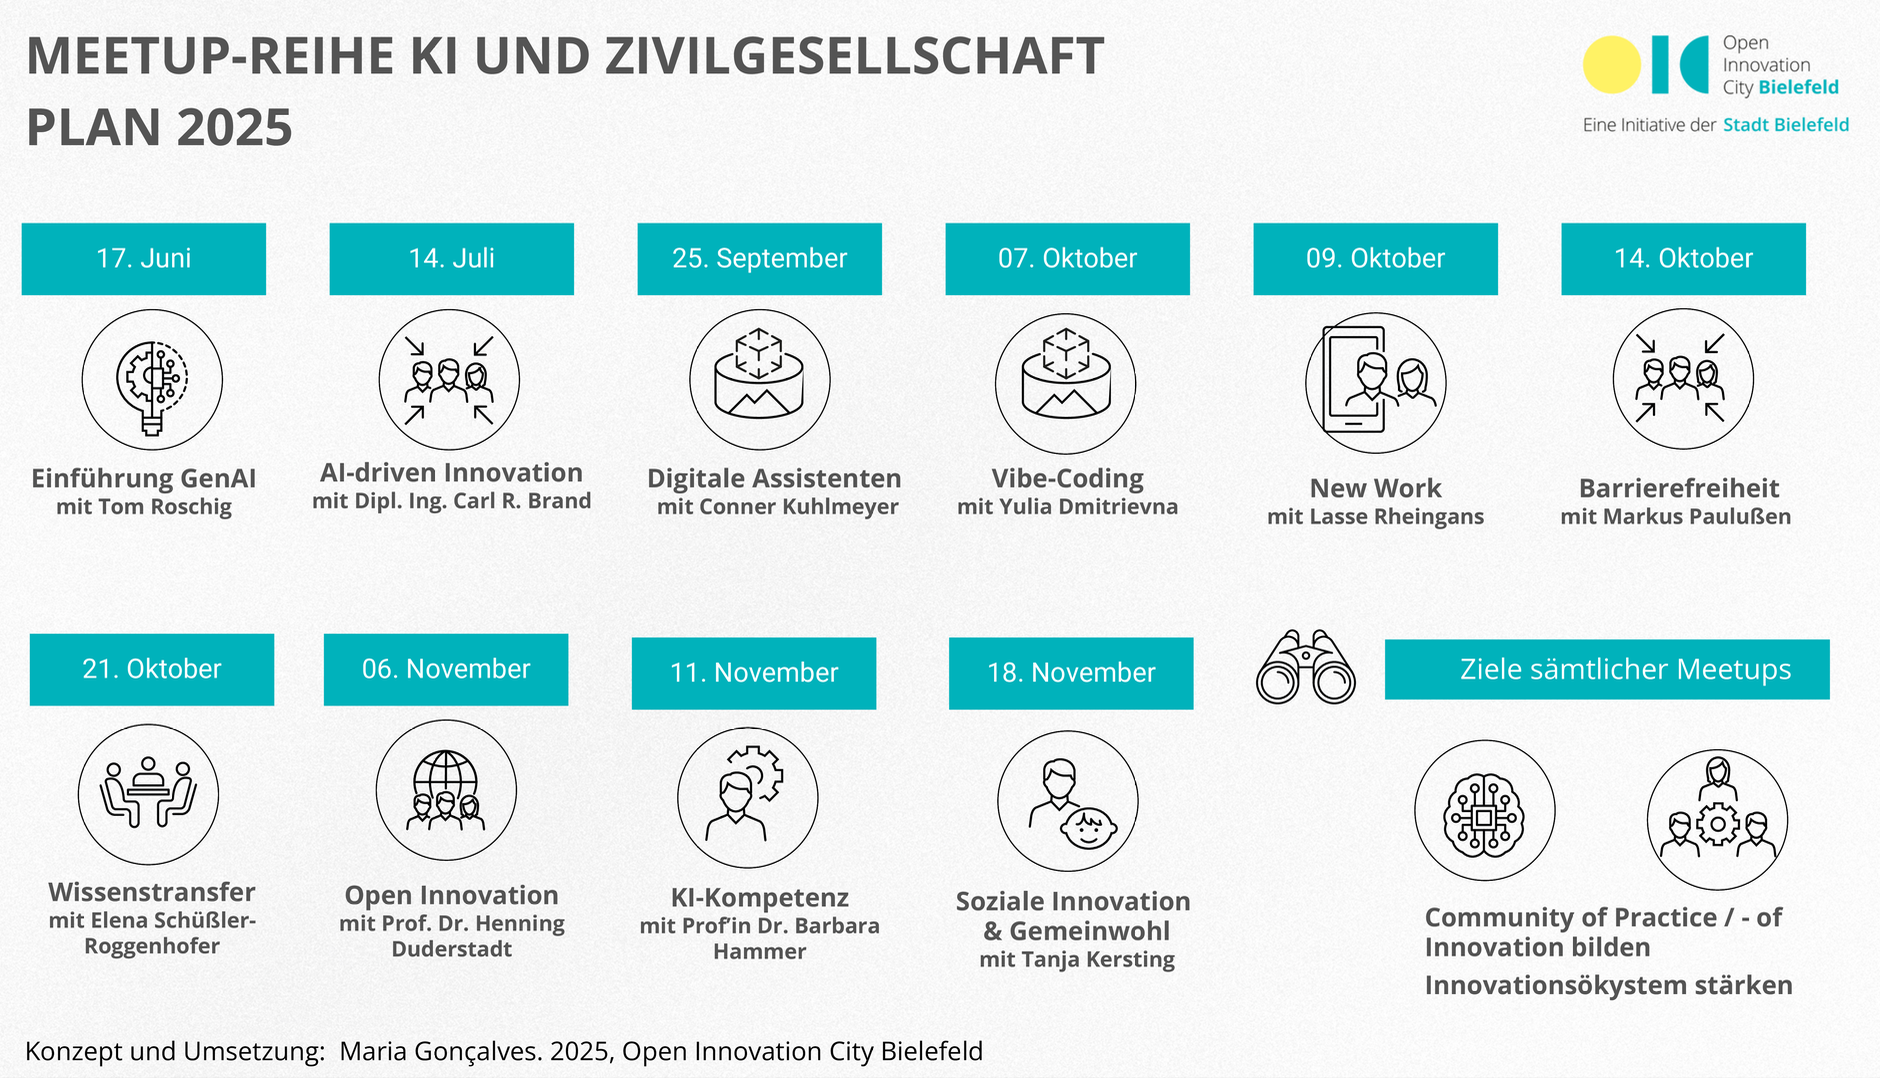 MEETUP-REIHE KI UND ZIVILGESELLSCHAFT
PLAN 2025
Open
Innovation
City Bielefeld
Eine Initiative der Stadt Bielefeld
17. Juni
Einführung GenAI
mit Tom Roschig
14. Juli
AI-driven Innovation
mit Dipl. Ing. Carl R. Brand
25. September
Digitale Assistenten
mit Conner Kuhlmeyer
07. Oktober
Vibe-Coding
mit Yulia Dmitrievna
09. Oktober
New Work
mit Lasse Rheingans
14. Oktober
Barrierefreiheit
mit Markus Paulußen
21. Oktober
Wissenstransfer
mit Elena Schüßler-
Roggenhofer
06. November
Open Innovation
mit Prof. Dr. Henning
Duderstadt
11. November
KI-Kompetenz
mit Prof’in Dr. Barbara
Hammer
18. November
Soziale Innovation
& Gemeinwohl
mit Tanja Kersting
Ziele sämtlicher Meetups
Community of Practice / - of
Innovation bilden
Innovationsökystem stärken
Konzept und Umsetzung:  Maria Gonçalves. 2025, Open Innovation City Bielefeld